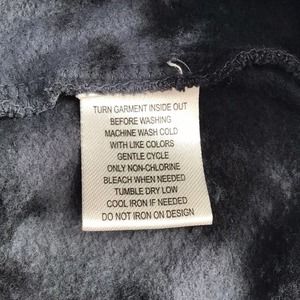 TURN GARMENT INSIDE OUT
BEFORE WASHING
MACHINE WASH COLD
WITH LIKE COLORS
GENTLE CYCLE
ONLY NON-CHLORINE
BLEACH WHEN NEEDED
TUMBLE DRY LOW
COOL IRON IF NEEDED
DO NOT IRON ON DESIGN